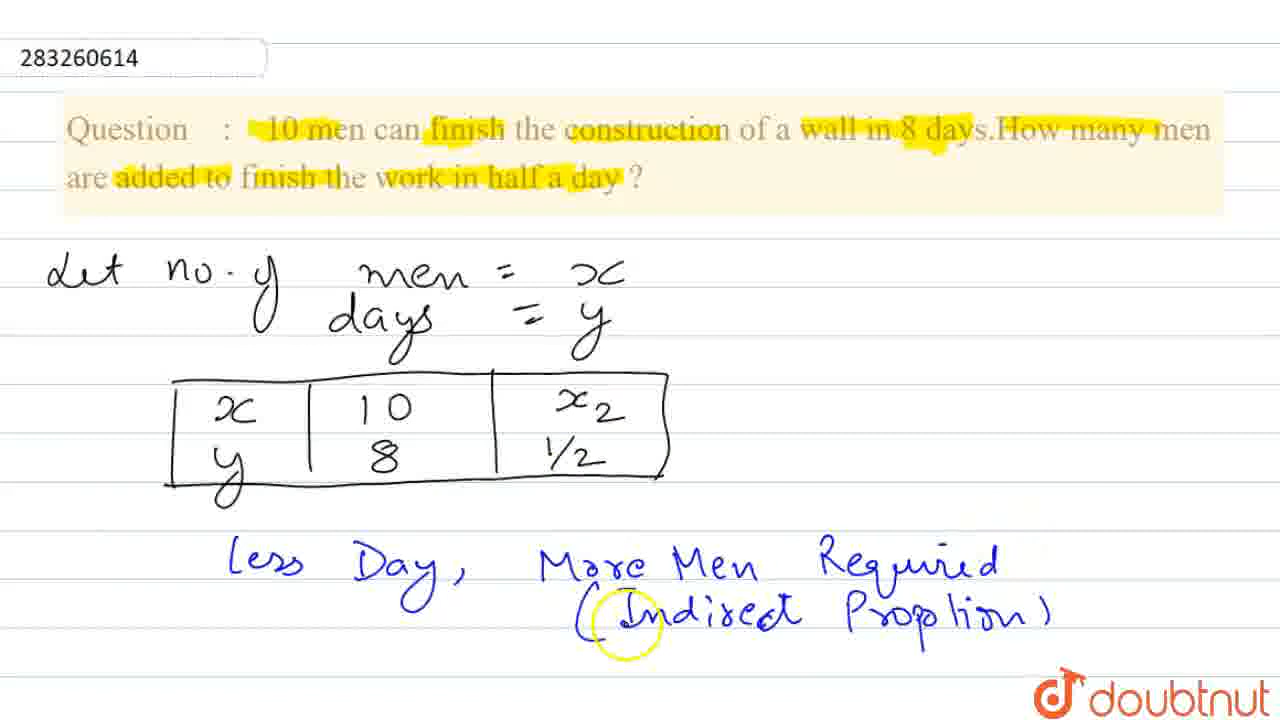 283260614
Question : 10 men can finish the construction of a wall in 8 days.How many men
are added to finish the work in half a day ?
Let no. y men = x
days = y
x 10 x2
y 8 1/2
less Day, More Men Required
(Indirect Proption)
doubtnut